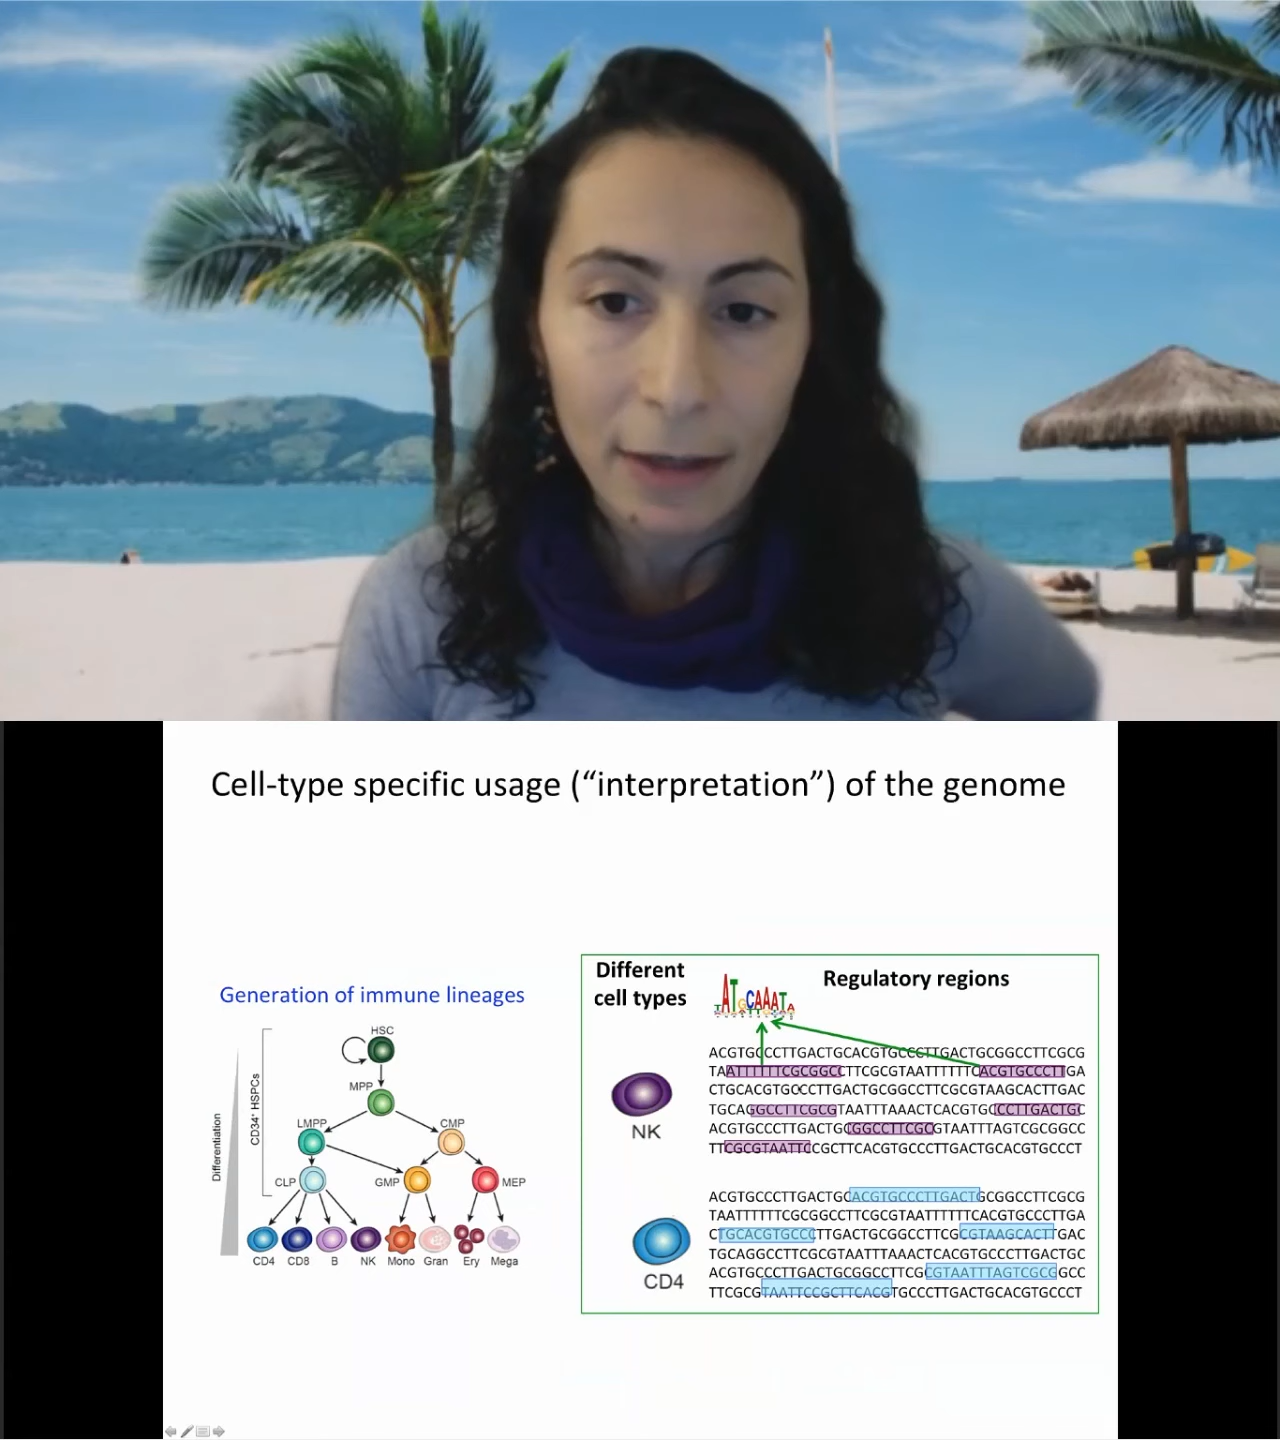 Cell-type specific usage (“interpretation”) of the genome
Generation of immune lineages
HSC
MPP
LMPP
CMP
CLP
GMP
MEP
CD4
CD8
B
NK
Mono
Gran
Ery
Mega
Differentiation
CD34+ HSPCs
Different
cell types
Regulatory regions
ATGCAAAT
NK
ACGTGCCCTTGACTGCACGTGCCCTTGACTGCGGCCTTCGCG
TAATTTTTTCGCGGCCTTCGCGTAATTTTTTCACGTGCCCTTGA
CTGCACGTGCCCTTGACTGCGGCCTTCGCGTAAGCACTTGAC
TGCAGGCCTTCGCGTAATTTAAACTCACGTGCCCTTGACTGC
ACGTGCCCTTGACTGCGGCCTTCGCGTAATTTAGTCGCGGCC
TTCGCGTAATTCCGCTTCACGTGCCCTTGACTGCACGTGCCCT
CD4
ACGTGCCCTTGACTGCACGTGCCCTTGACTGCGGCCTTCGCG
TAATTTTTTCGCGGCCTTCGCGTAATTTTTTCACGTGCCCTTGA
CTGCACGTGCCCTTGACTGCGGCCTTCGCGTAAGCACTTGAC
TGCAGGCCTTCGCGTAATTTAAACTCACGTGCCCTTGACTGC
ACGTGCCCTTGACTGCGGCCTTCGCGTAATTTAGTCGCGGCC
TTCGCGTAATTCCGCTTCACGTGCCCTTGACTGCACGTGCCCT